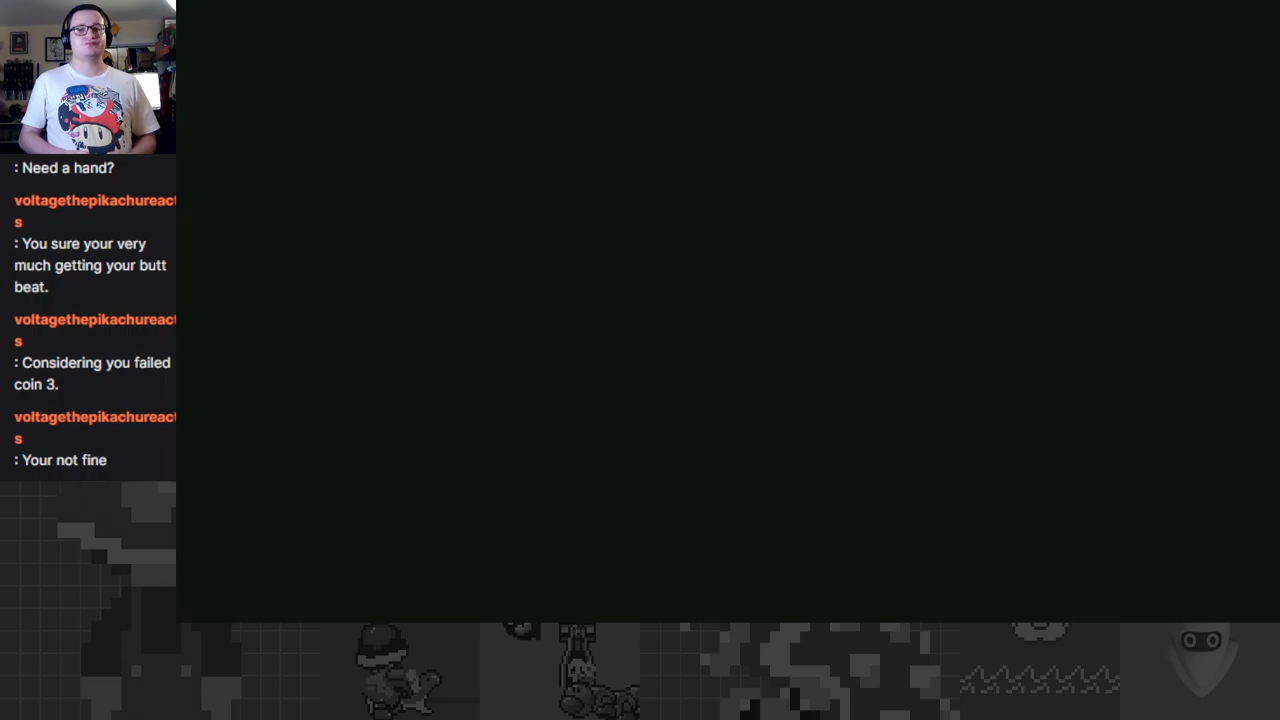 : Need a hand?
voltagethepikachureact
s
: You sure your very
much getting your butt
beat.
voltagethepikachureact
s
: Considering you failed
coin 3.
voltagethepikachureact
s
: Your not fine